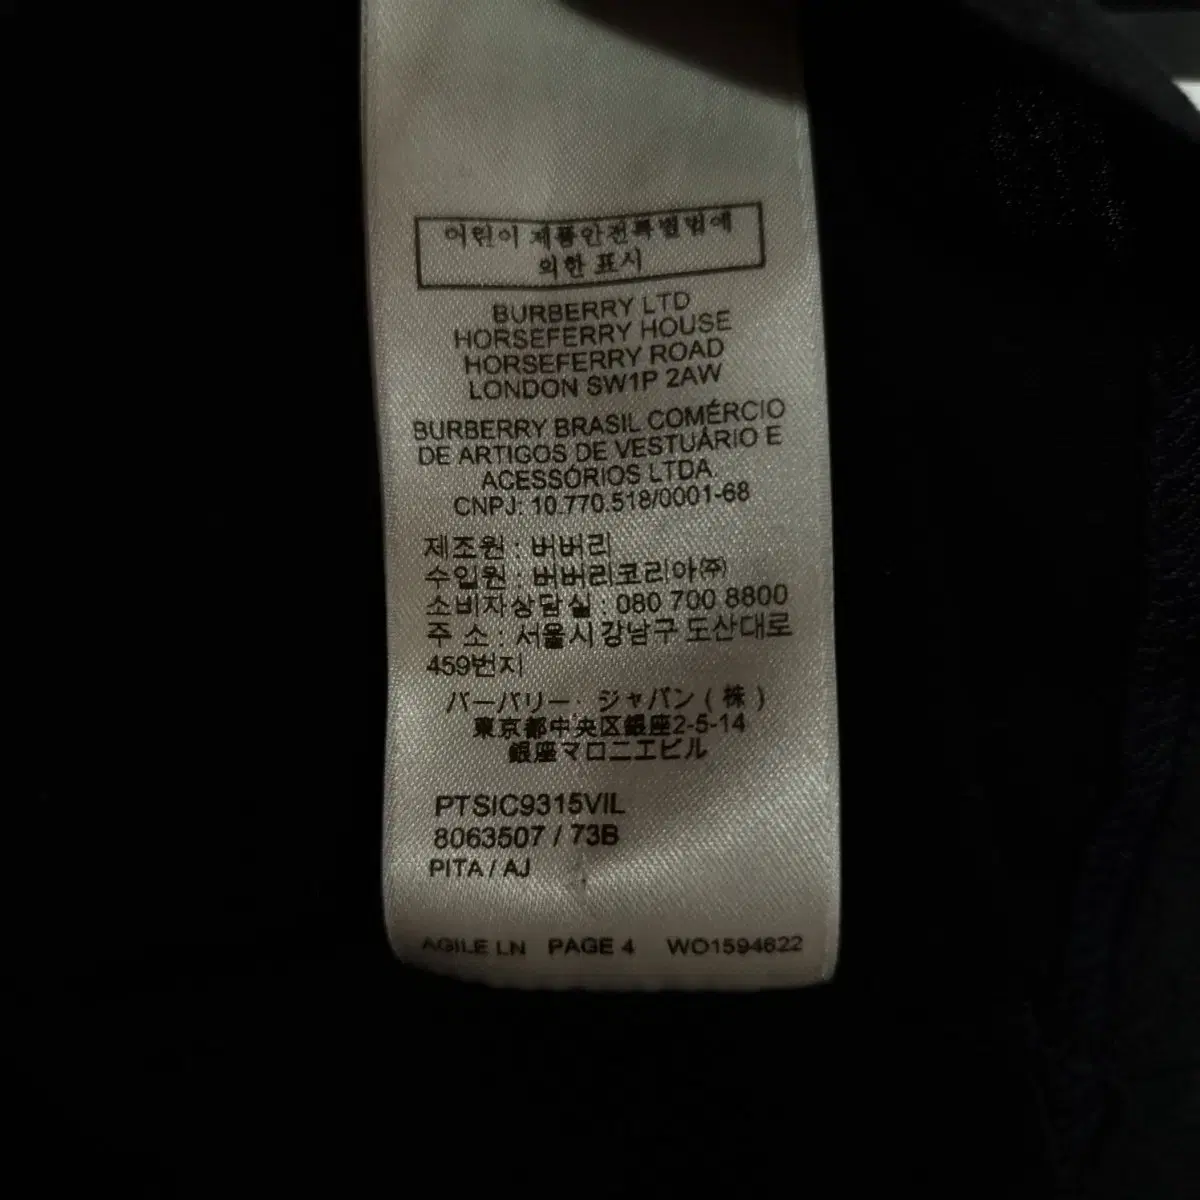 어린이 제품안전특별법에
의한 표시
BURBERRY LTD
HORSEFERRY HOUSE
HORSEFERRY ROAD
LONDON SW1P 2AW
BURBERRY BRASIL COMÉRCIO
DE ARTIGOS DE VESTUÁRIO E
ACESSÓRIOS LTDA.
CNPJ: 10.770.518/0001-68
제조원 : 버버리
수입원 : 버버리코리아㈜
소비자상담실 : 080 700 8800
주 소 : 서울시 강남구 도산대로
459번지
バーバリー・ジャパン ( 株 )
東京都中央区銀座2-5-14
銀座マロニエビル
PTSIC9315VIL
8063507 / 73B
PITA / AJ
AGILE LN PAGE 4 WO1594622